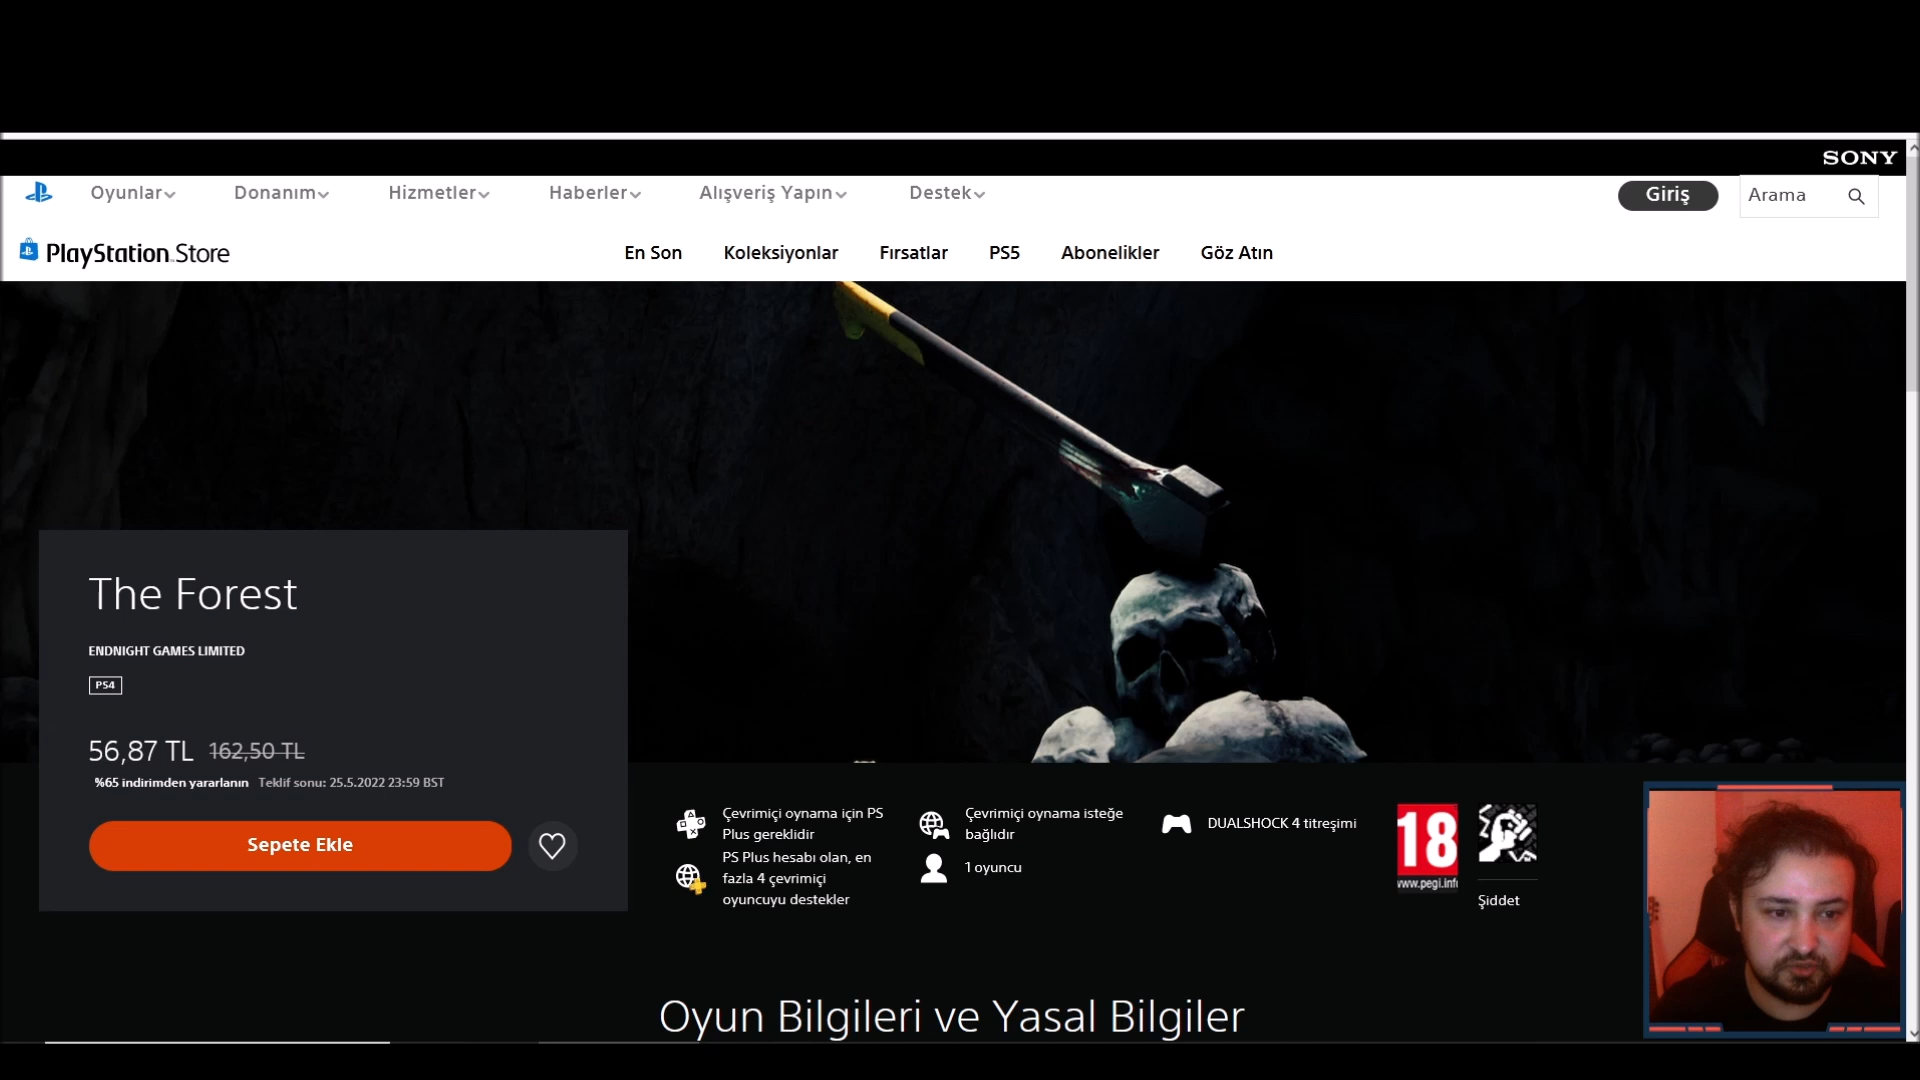 SONY
Oyunlar
Donanım
Hizmetler
Haberler
Alışveriş Yapın
Destek
Giriş
Arama
PlayStation Store
En Son
Koleksiyonlar
Fırsatlar
PS5
Abonelikler
Göz Atın
The Forest
ENDNIGHT GAMES LIMITED
PS4
56,87 TL 162,50 TL
%65 indirimden yararlanın Teklif sonu: 25.5.2022 23:59 BST
Sepete Ekle
Çevrimiçi oynama için PS
Plus gereklidir
PS Plus hesabı olan, en
fazla 4 çevrimiçi
oyuncuyu destekler
Çevrimiçi oynama isteğe
bağlıdır
1 oyuncu
DUALSHOCK 4 titreşimi
18
www.pegi.info
Şiddet
Oyun Bilgileri ve Yasal Bilgiler